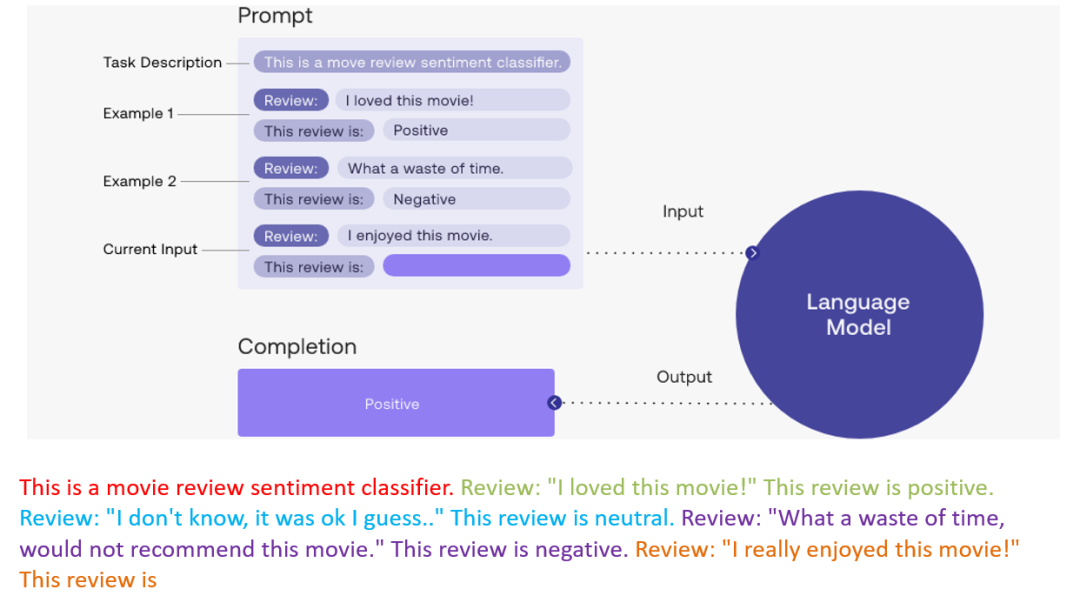 Prompt
Task Description
This is a move review sentiment classifier.
Example 1
Review: I loved this movie!
This review is: Positive
Example 2
Review: What a waste of time.
This review is: Negative
Current Input
Review: I enjoyed this movie.
This review is:
Input
Language
Model
Output
Completion
Positive
This is a movie review sentiment classifier. Review: "I loved this movie!" This review is positive.
Review: "I don't know, it was ok I guess.." This review is neutral. Review: "What a waste of time,
would not recommend this movie." This review is negative. Review: "I really enjoyed this movie!"
This review is